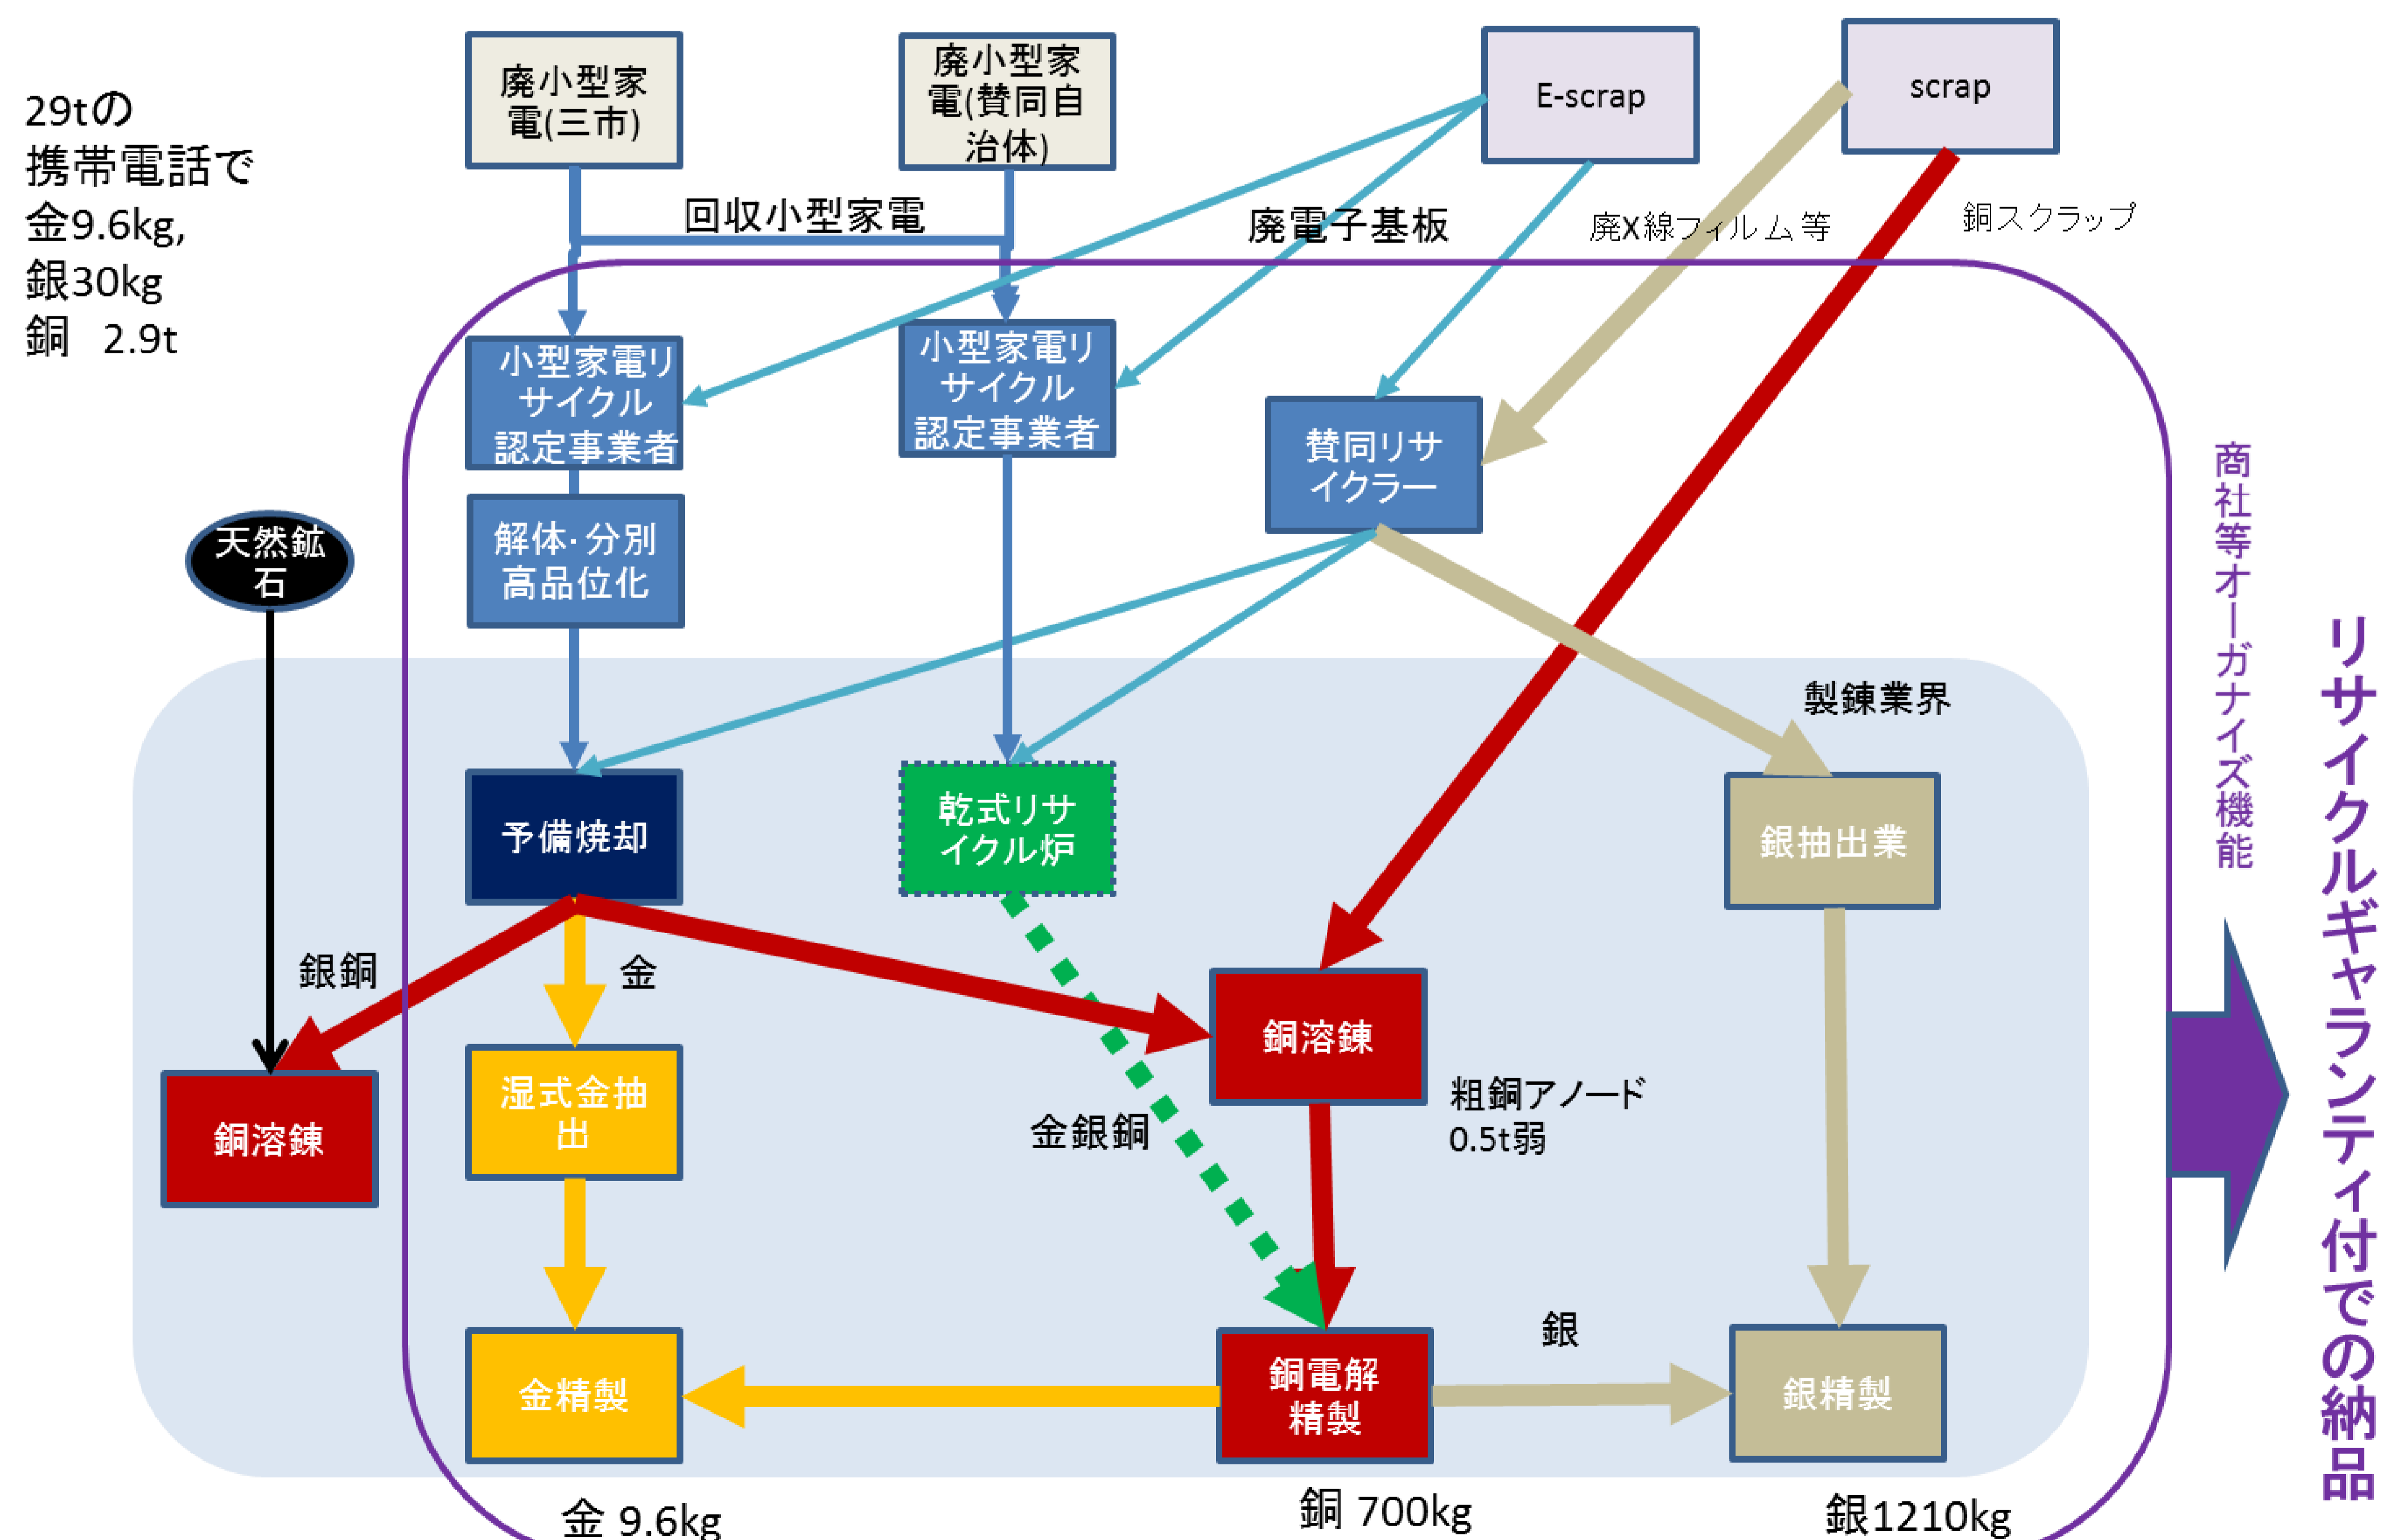 29tの
携帯電話で
金9.6kg,
銀30kg
銅 2.9t
廃小型家
電(三市)
廃小型家
電(賛同自
治体)
E-scrap
scrap
回収小型家電
廃電子基板
廃X線フィルム等
銅スクラップ
小型家電リ
サイクル
認定事業者
小型家電リ
サイクル
認定事業者
賛同リサ
イクラー
解体・分別
高品位化
天然鉱
石
商社等オーガナイズ機能
リサイクルギャランティ付での納品
製錬業界
予備焼却
乾式リサ
イクル炉
銀抽出業
銀銅
金
銅溶錬
湿式金抽
出
銅溶錬
金銀銅
粗銅アノード
0.5t弱
金精製
銅電解
精製
銀
銀精製
金 9.6kg
銅 700kg
銀1210kg